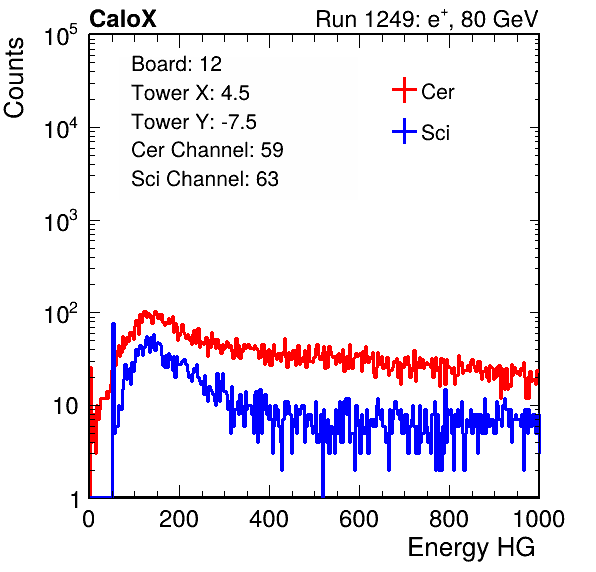 CaloX Run 1249: e+, 80 GeV
Counts
Board: 12
Tower X: 4.5
Tower Y: -7.5
Cer Channel: 59
Sci Channel: 63
Cer
Sci
10^5
10^4
10^3
10^2
10
1
0 200 400 600 800 1000
Energy HG